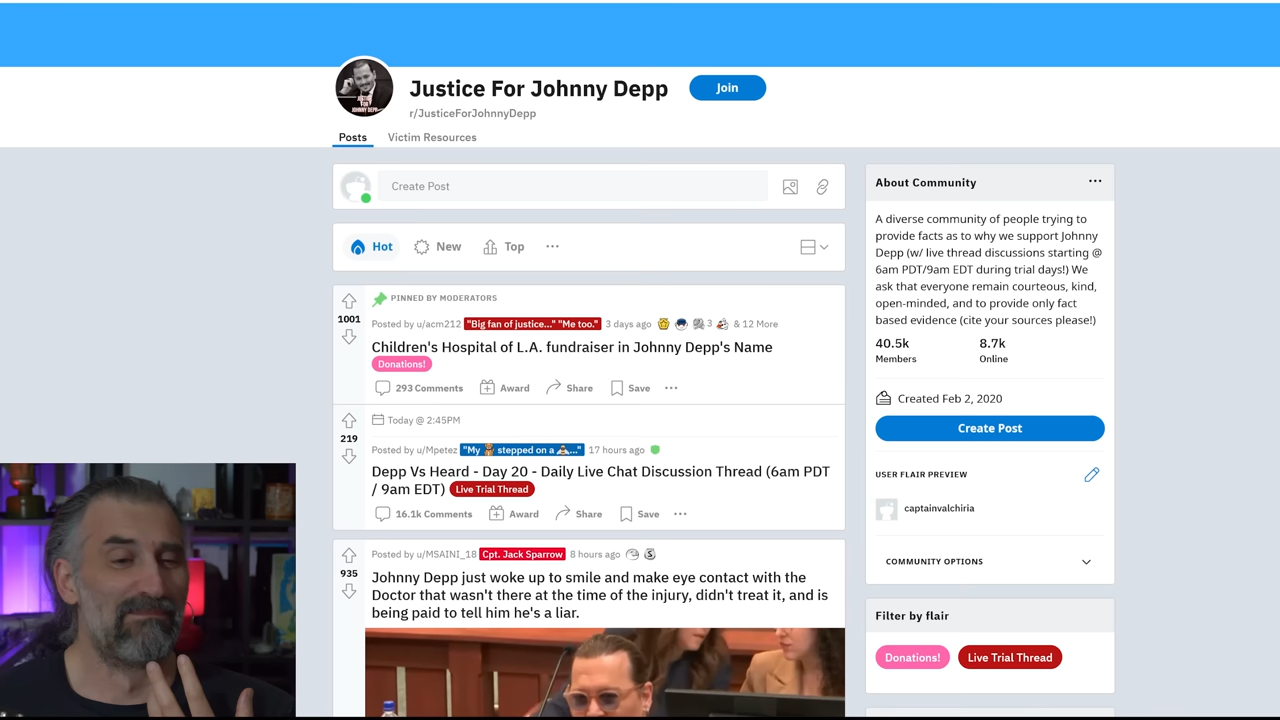 Justice For Johnny Depp
Join
r/JusticeForJohnnyDepp
Posts
Victim Resources
Create Post
Hot
New
Top
PINNED BY MODERATORS
1001
Posted by u/acm212 "Big fan of justice..." "Me too." 3 days ago 3 & 12 More
Children's Hospital of L.A. fundraiser in Johnny Depp's Name
Donations!
293 Comments Award Share Save
Today @ 2:45PM
219
Posted by u/Mpetez "My stepped on a ..." 17 hours ago
Depp Vs Heard - Day 20 - Daily Live Chat Discussion Thread (6am PDT
/ 9am EDT) Live Trial Thread
16.1k Comments Award Share Save
Posted by u/MSAINI_18 Cpt. Jack Sparrow 8 hours ago
935
Johnny Depp just woke up to smile and make eye contact with the
Doctor that wasn't there at the time of the injury, didn't treat it, and is
being paid to tell him he's a liar.
About Community
A diverse community of people trying to
provide facts as to why we support Johnny
Depp (w/ live thread discussions starting @
6am PDT/9am EDT during trial days!) We
ask that everyone remain courteous, kind,
open-minded, and to provide only fact
based evidence (cite your sources please!)
40.5k 8.7k
Members Online
Created Feb 2, 2020
Create Post
USER FLAIR PREVIEW
captainvalchiria
COMMUNITY OPTIONS
Filter by flair
Donations! Live Trial Thread